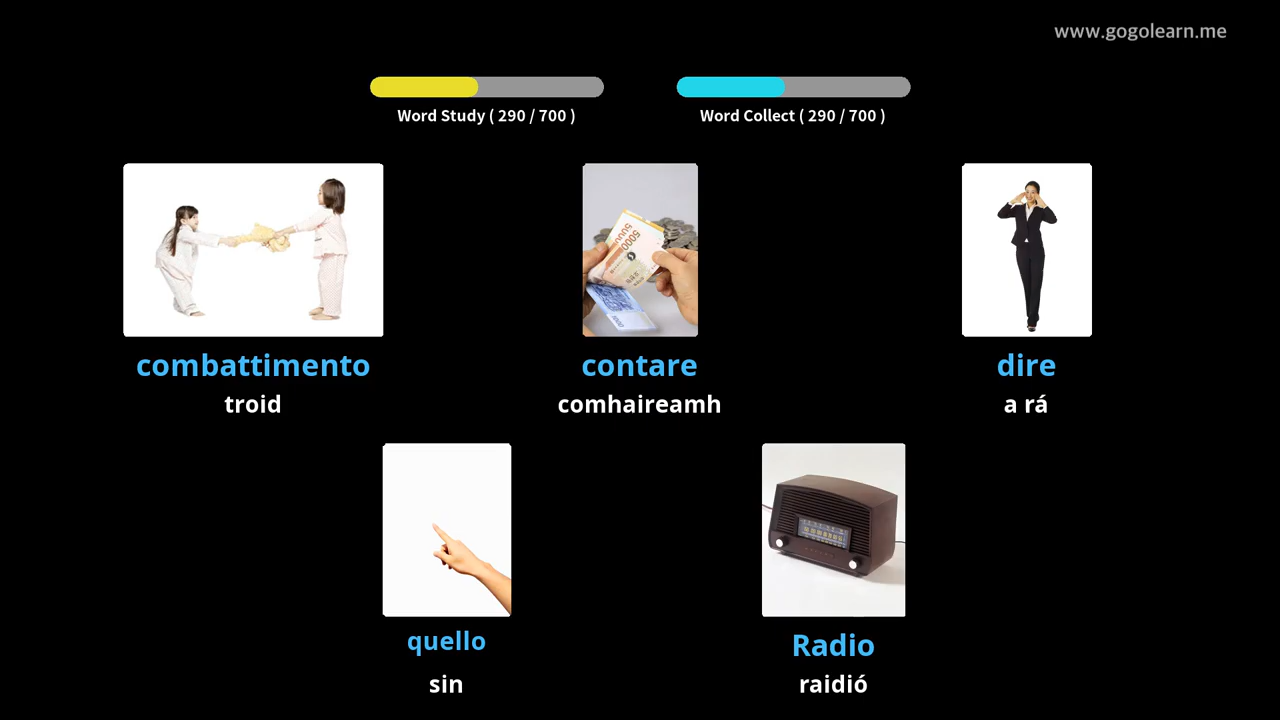 www.gogolearn.me
Word Study ( 290 / 700 )
Word Collect ( 290 / 700 )
5000
combattimento
troid
contare
comhaireamh
dire
a rá
quello
sin
Radio
raidió